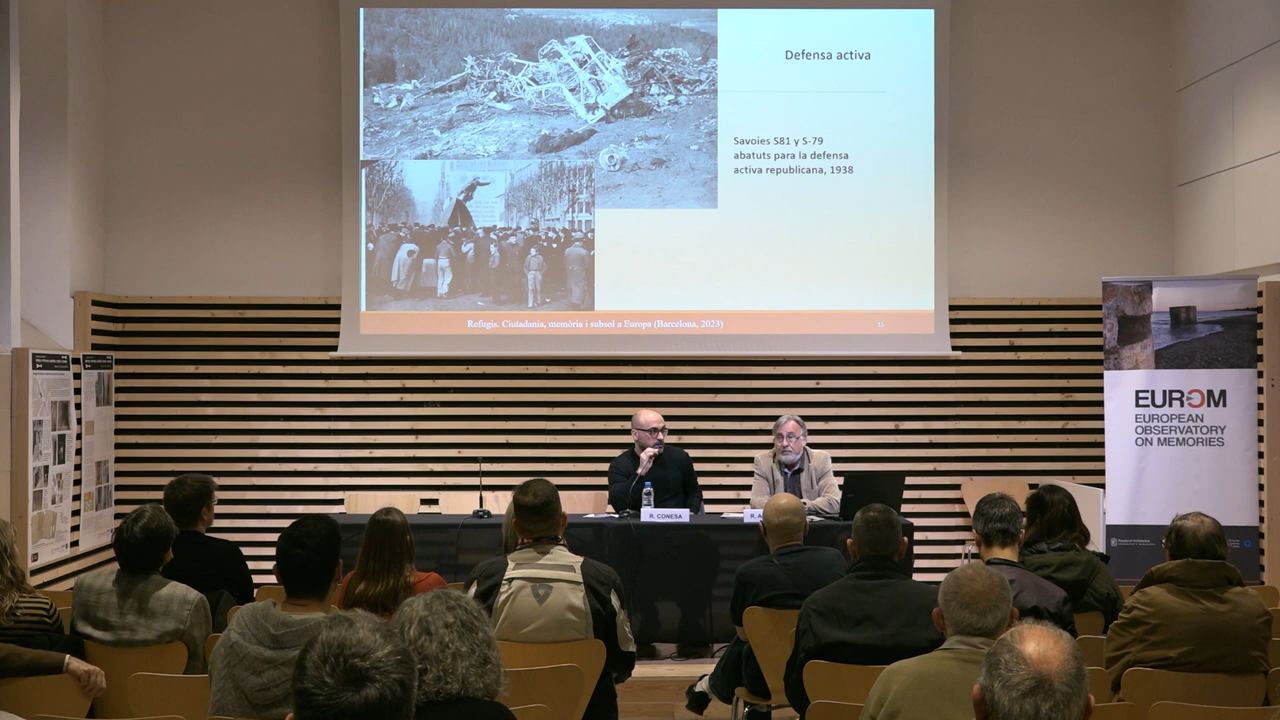 Defensa activa
Savoies S81 y S-79
abatuts para la defensa
activa republicana, 1938
Refugis. Ciutadania, memòria i subsol a Europa (Barcelona, 2023)
EUROM
EUROPEAN
OBSERVATORY
ON MEMORIES
R. CONESA